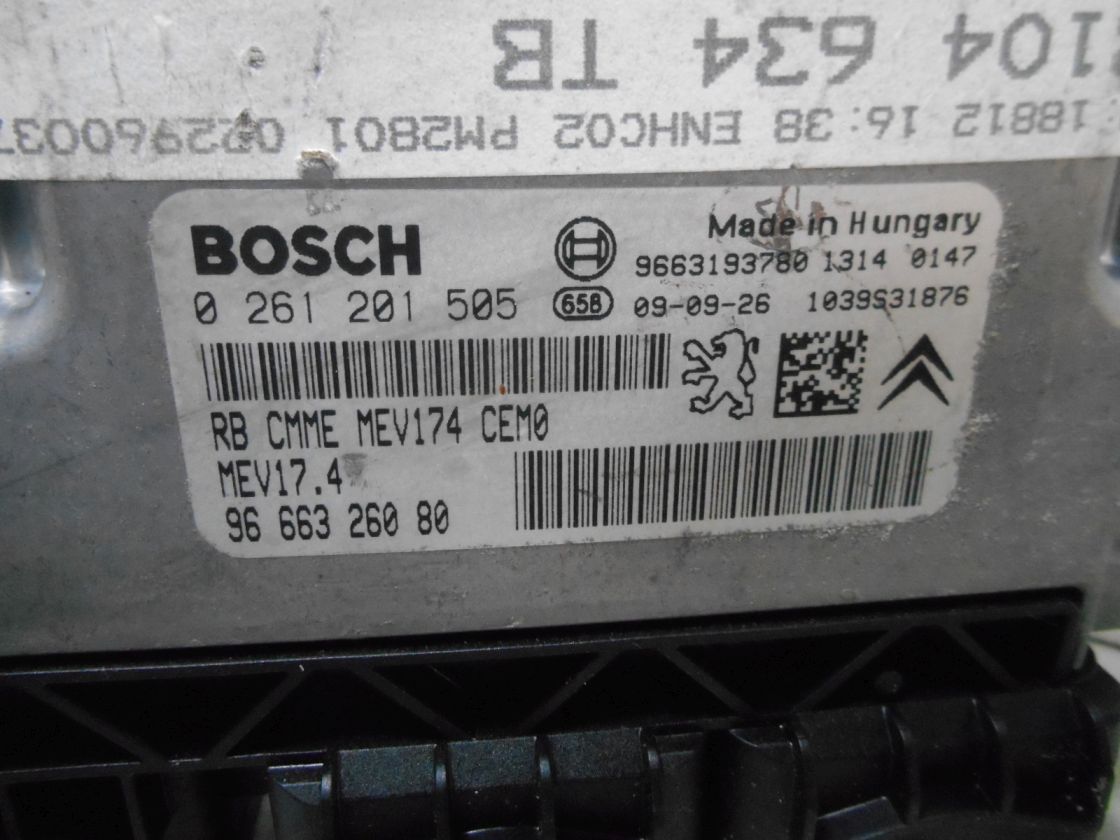 104 634 TB
18812 16:38 ENHC02 PM2801 022960037
BOSCH
0 261 201 505
658
Made in Hungary
9663193780 1314 0147
09-09-26 1039S31876
RB CMME MEV174 CEM0
MEV17.4
96 663 260 80